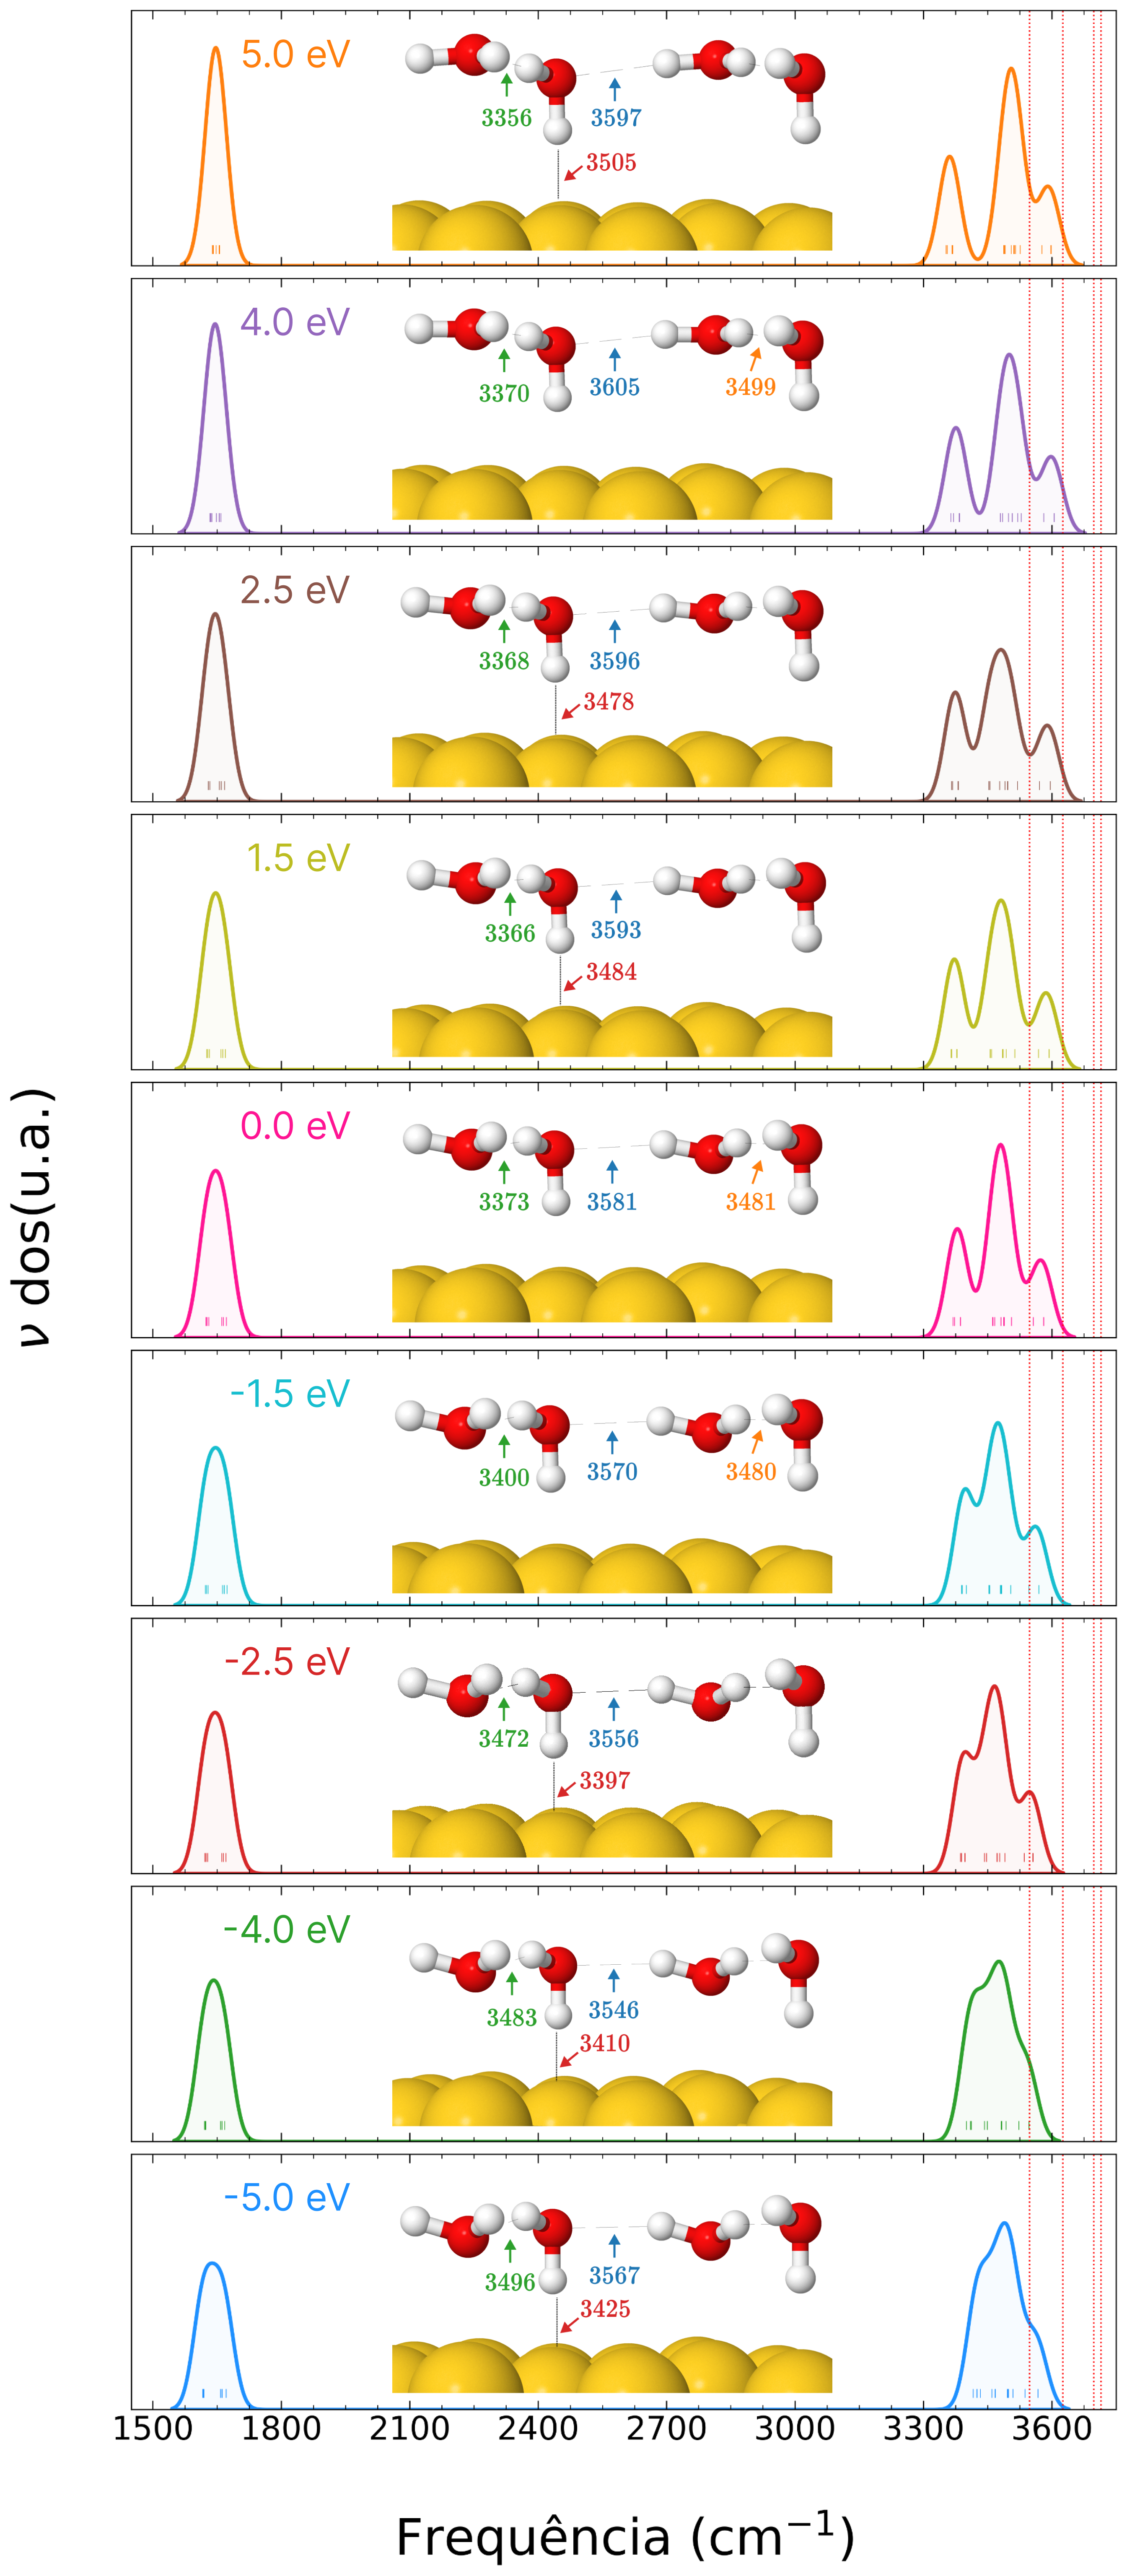 5.0 eV
3356
3597
3505
4.0 eV
3370
3605
3499
2.5 eV
3368
3596
3478
1.5 eV
3366
3593
3484
0.0 eV
3373
3581
3481
-1.5 eV
3400
3570
3480
-2.5 eV
3472
3556
3397
-4.0 eV
3483
3546
3410
-5.0 eV
3496
3567
3425
ν dos(u.a.)
1500 1800 2100 2400 2700 3000 3300 3600
Frequência (cm⁻¹)